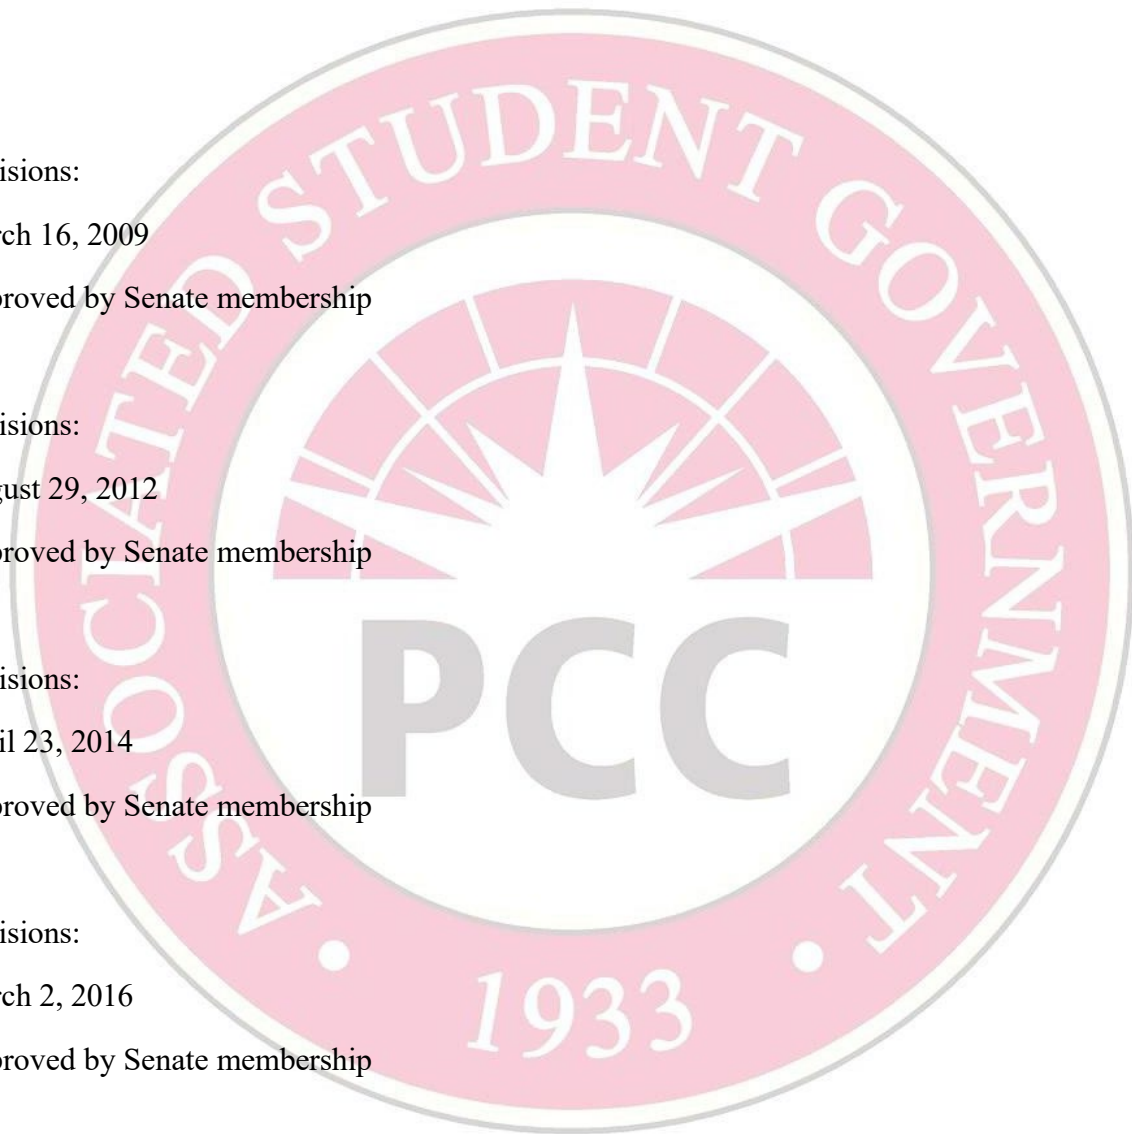 isions:
rch 16, 2009
proved by Senate membership
isions:
gust 29, 2012
proved by Senate membership
isions:
il 23, 2014
proved by Senate membership
isions:
rch 2, 2016
proved by Senate membership
ASSOCIATED STUDENT GOVERNMENT
PCC
• 1933 •